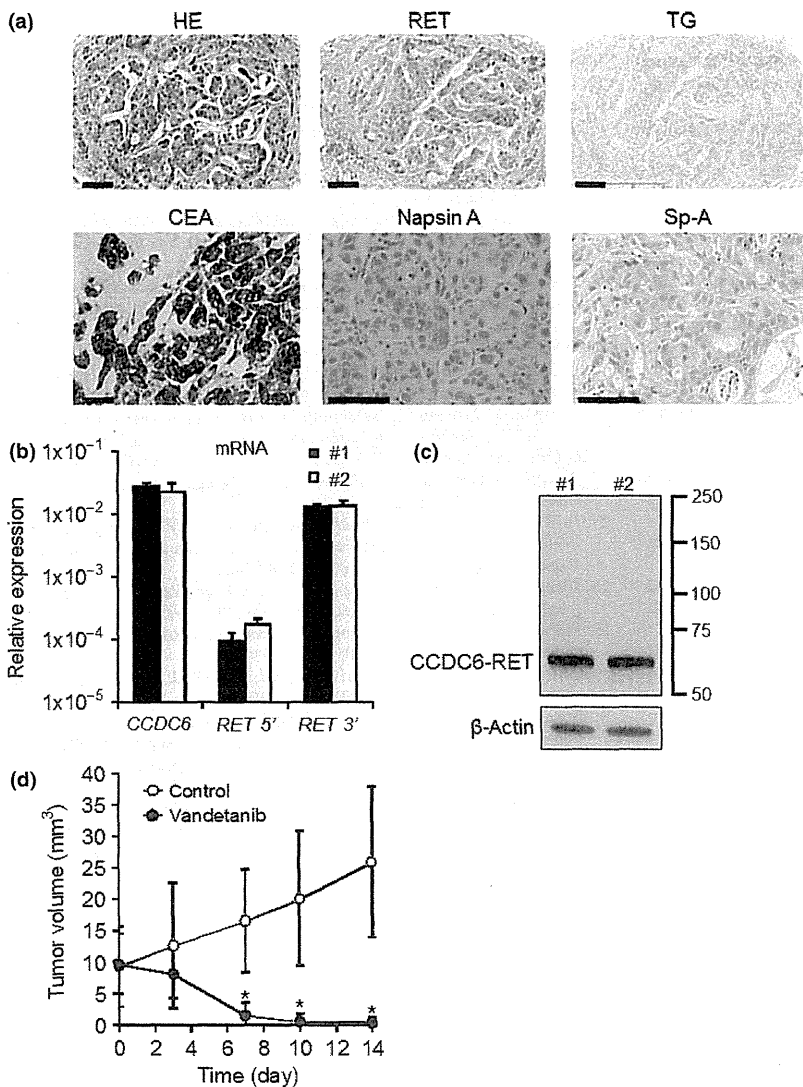 (a)
HE RET TG
CEA Napsin A Sp-A
(b)
mRNA
#1
#2
Relative expression
1x10⁻¹
1x10⁻²
1x10⁻³
1x10⁻⁴
1x10⁻⁵
CCDC6 RET 5' RET 3'
(c)
#1 #2
250
150
100
75
50
CCDC6-RET
β-Actin
(d)
Control
Vandetanib
Tumor volume (mm³)
40
35
30
25
20
15
10
5
0
* * *
0 2 4 6 8 10 12 14
Time (day)